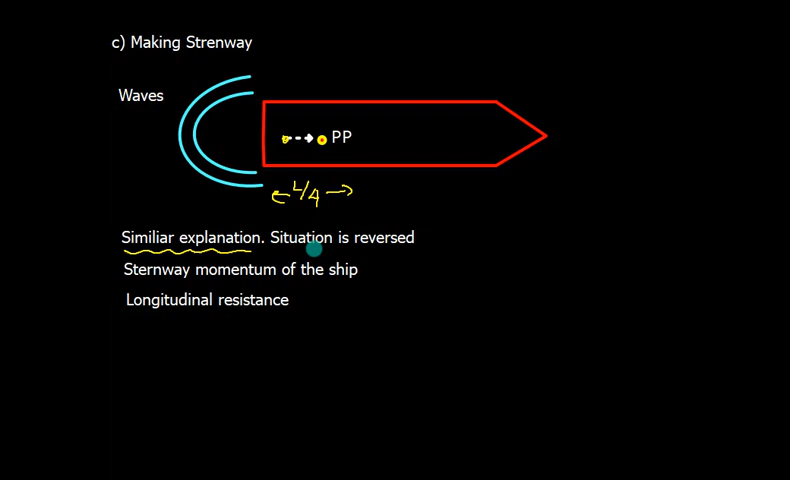 c) Making Strenway
Waves
PP
L/4
Similiar explanation. Situation is reversed
Sternway momentum of the ship
Longitudinal resistance